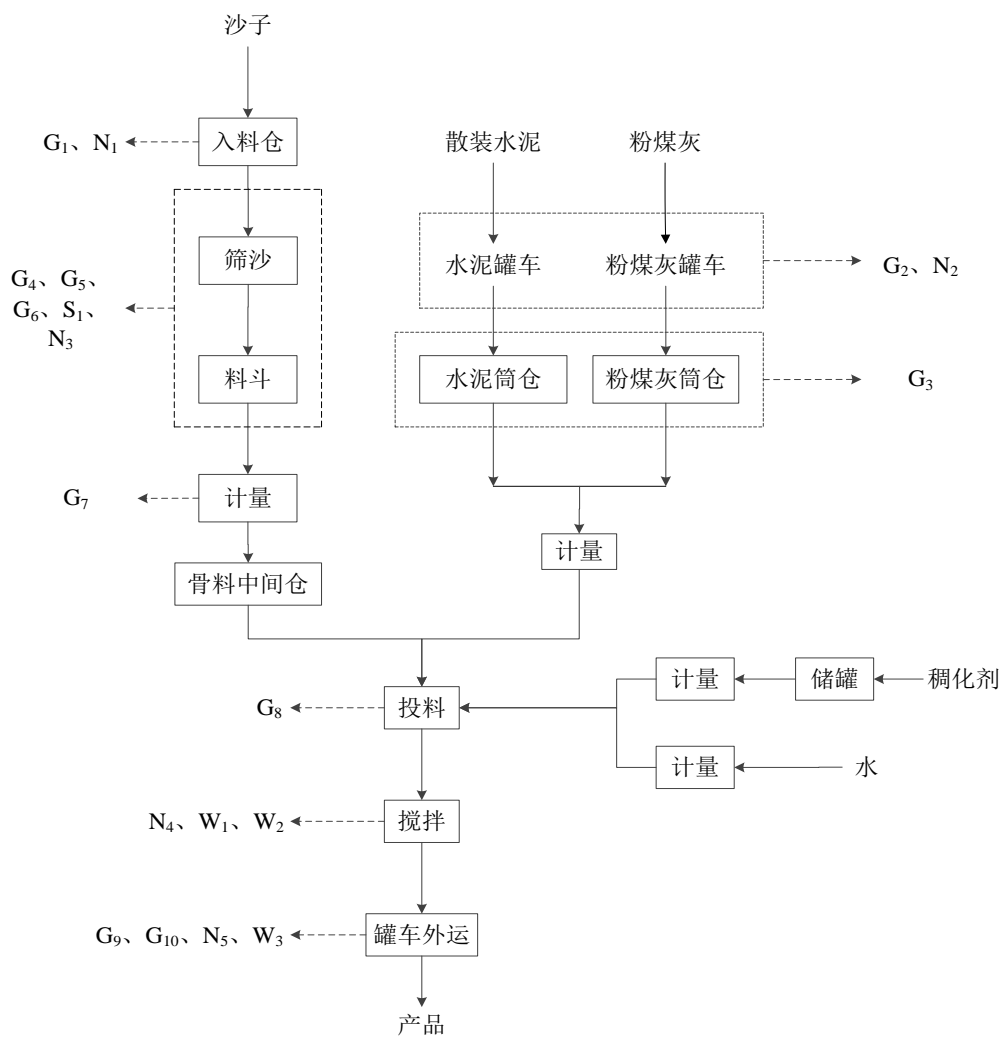 沙子
G₁、N₁
入料仓
散装水泥
粉煤灰
筛沙
水泥罐车
粉煤灰罐车
G₂、N₂
G₄、G₅、
G₆、S₁、
N₃
料斗
水泥筒仓
粉煤灰筒仓
G₃
G₇
计量
计量
骨料中间仓
计量
储罐
稠化剂
G₈
投料
计量
水
N₄、W₁、W₂
搅拌
G₉、G₁₀、N₅、W₃
罐车外运
产品